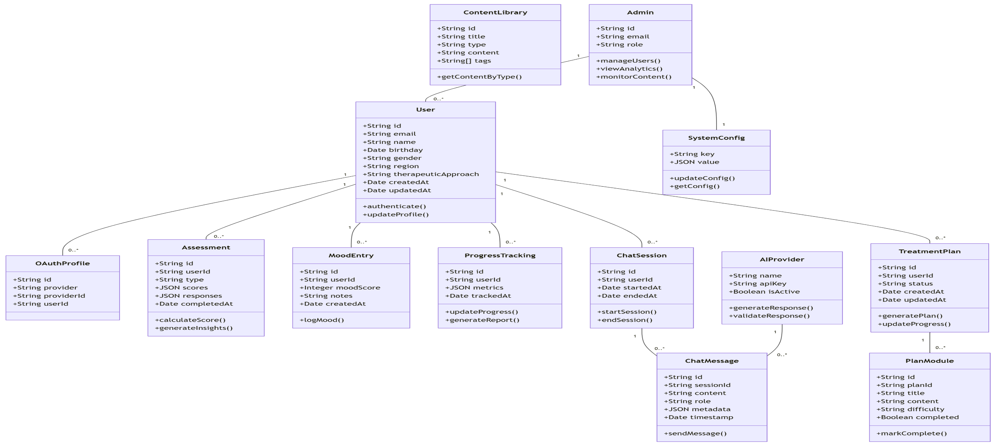 ContentLibrary
+String id
+String title
+String type
+String content
+String[] tags
+getContentByType()
Admin
+String id
+String email
+String role
+manageUsers()
+viewAnalytics()
+monitorContent()
1
1
0..*
User
+String id
+String email
+String name
+Date birthday
+String gender
+String region
+String therapeuticApproach
+Date createdAt
+Date updatedAt
+authenticate()
+updateProfile()
1
SystemConfig
+String key
+JSON value
+updateConfig()
+getConfig()
1
1
1
1
1
1
0..*
0..*
0..*
0..*
0..*
0..*
OAuthProfile
+String id
+String provider
+String providerId
+String userId
Assessment
+String id
+String userId
+String type
+JSON scores
+JSON responses
+Date completedAt
+calculateScore()
+generateInsights()
MoodEntry
+String id
+String userId
+Integer moodScore
+String notes
+Date createdAt
+logMood()
ProgressTracking
+String id
+String userId
+JSON metrics
+Date trackedAt
+updateProgress()
+generateReport()
ChatSession
+String id
+String userId
+Date startedAt
+Date endedAt
+startSession()
+endSession()
AIProvider
+String name
+String apiKey
+Boolean isActive
+generateResponse()
+validateResponse()
TreatmentPlan
+String id
+String userId
+String status
+Date createdAt
+Date updatedAt
+generatePlan()
+updateProgress()
1
1
1
0..*
0..*
0..*
ChatMessage
+String id
+String sessionId
+String content
+String role
+JSON metadata
+Date timestamp
+sendMessage()
PlanModule
+String id
+String planId
+String title
+String content
+String difficulty
+Boolean completed
+markComplete()